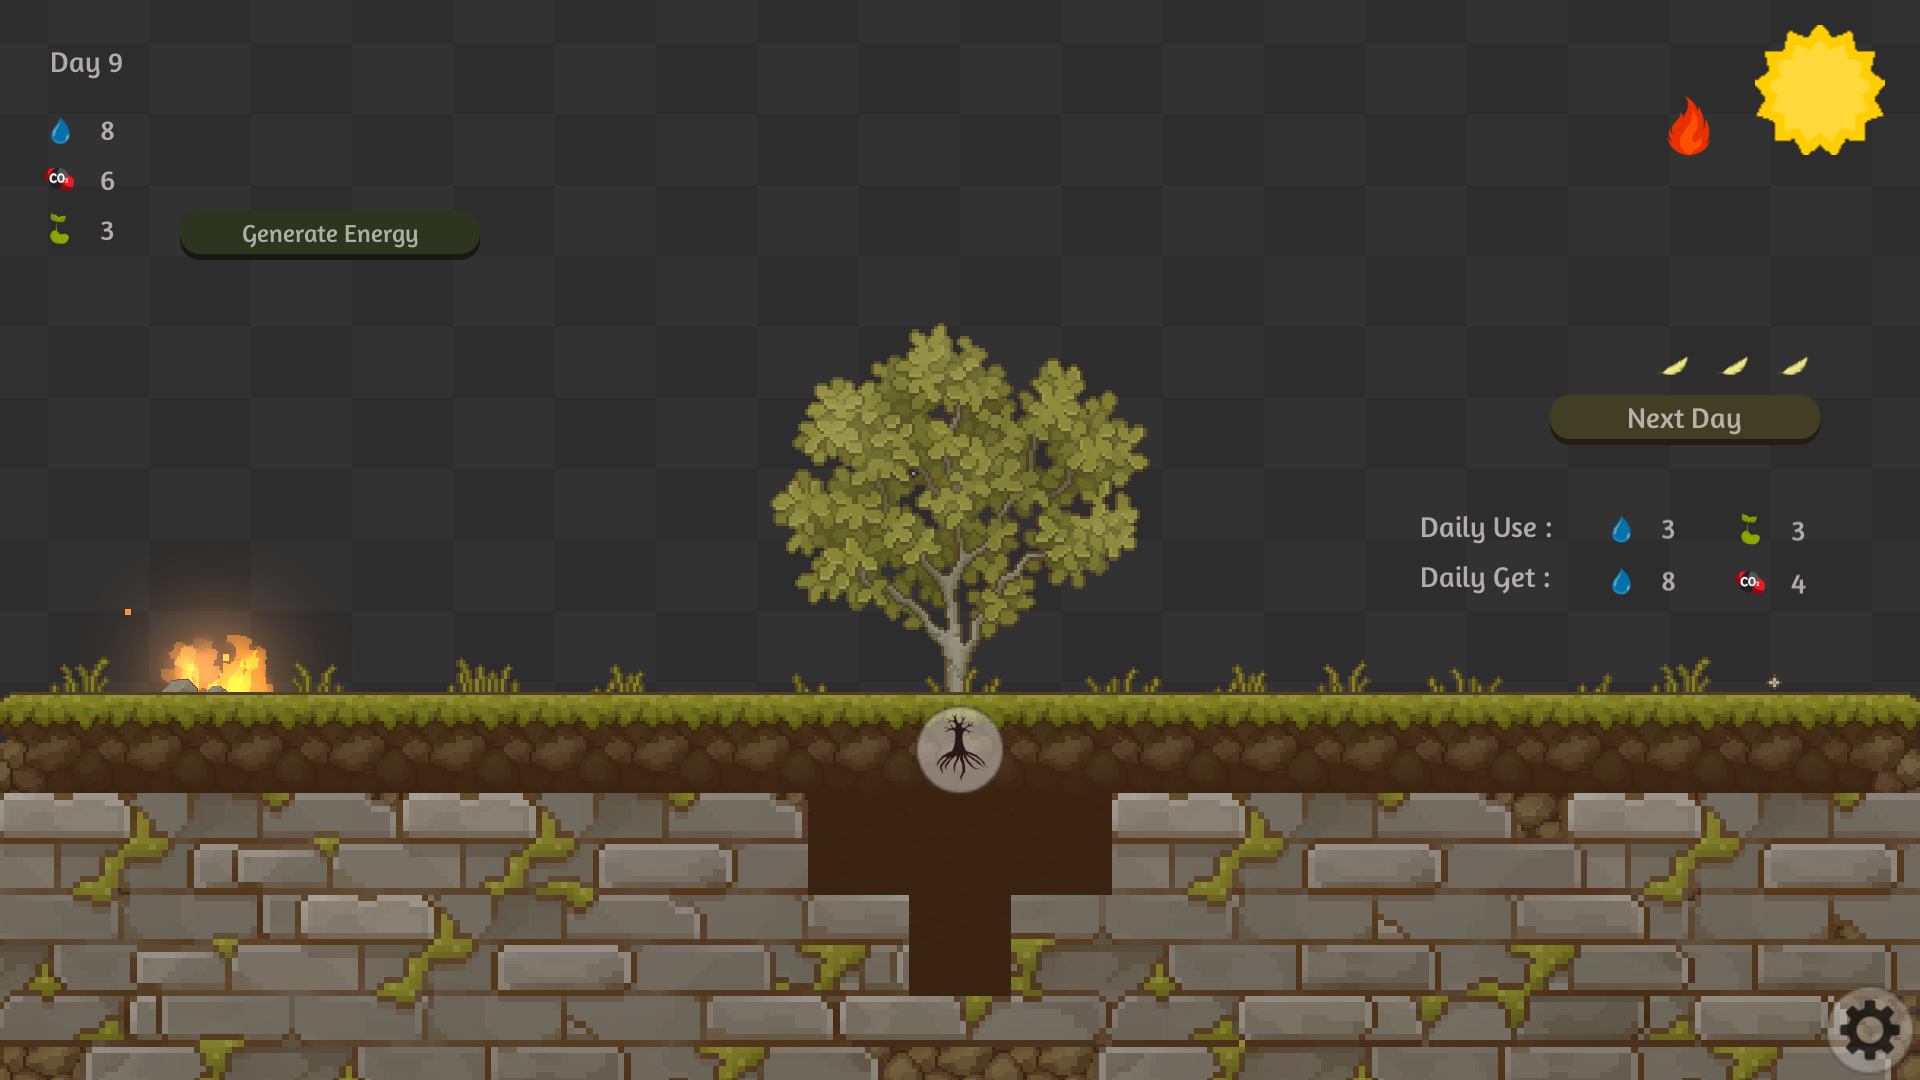 Day 9
8
CO₂ 6
3 Generate Energy
Next Day
Daily Use : 3 3
Daily Get : 8 CO₂ 4